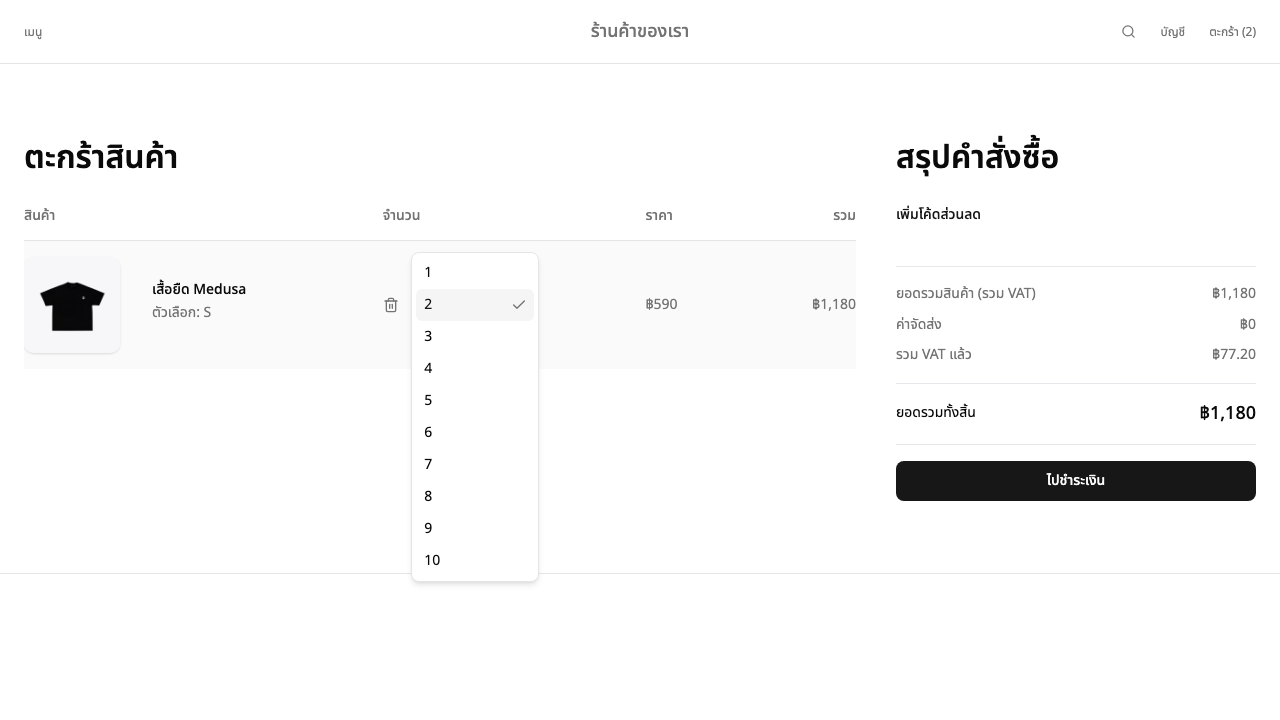 เมนู
ร้านค้าของเรา
บัญชี
ตะกร้า (2)
ตะกร้าสินค้า
สินค้า
จำนวน
ราคา
รวม
เสื้อยืด Medusa
ตัวเลือก: S
1
2
3
4
5
6
7
8
9
10
฿590
฿1,180
สรุปคำสั่งซื้อ
เพิ่มโค้ดส่วนลด
ยอดรวมสินค้า (รวม VAT)
฿1,180
ค่าจัดส่ง
฿0
รวม VAT แล้ว
฿77.20
ยอดรวมทั้งสิ้น
฿1,180
ไปชำระเงิน